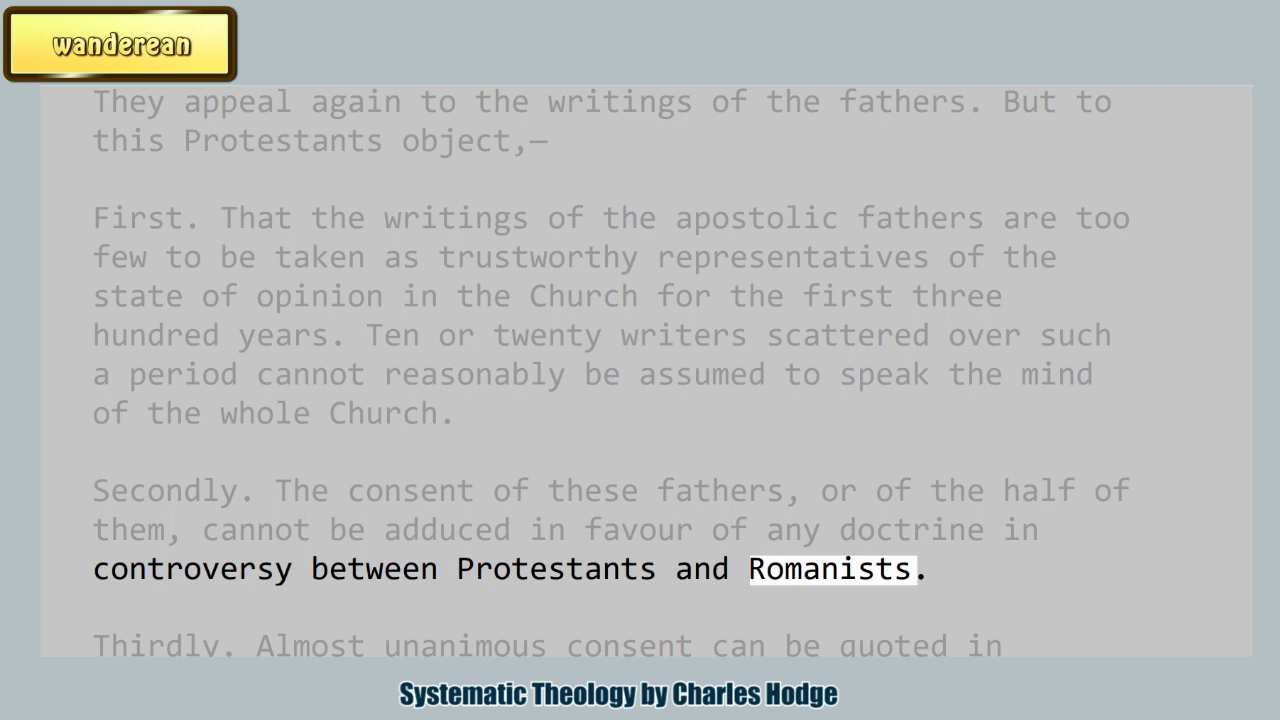 wanderean
They appeal again to the writings of the fathers. But to
this Protestants object,—
First. That the writings of the apostolic fathers are too
few to be taken as trustworthy representatives of the
state of opinion in the Church for the first three
hundred years. Ten or twenty writers scattered over such
a period cannot reasonably be assumed to speak the mind
of the whole Church.
Secondly. The consent of these fathers, or of the half of
them, cannot be adduced in favour of any doctrine in
controversy between Protestants and Romanists.
Thirdly. Almost unanimous consent can be quoted in
Systematic Theology by Charles Hodge